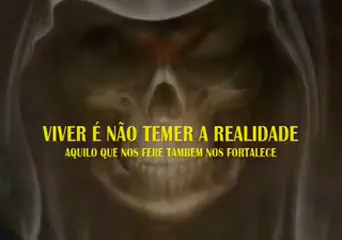 VIVER É NÃO TEMER A REALIDADE
AQUILO QUE NOS FERE TAMBEM NOS FORTALECE